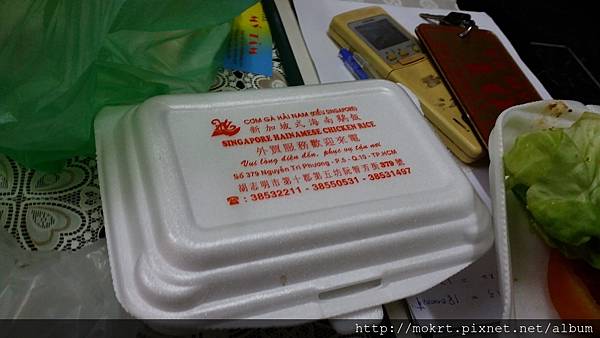 CƠM GÀ HẢI NAM (KIỂU SINGAPORE)
新加坡式海南鷄飯
SINGAPORE HAINAMESE CHICKEN RICE
外買服務歡迎來電
Vui lòng điện đến, phục vụ tận nơi
Số 379 Nguyễn Tri Phương - P.5 - Q.10 - TP.HCM
胡志明市第十郡第五坊阮智芳街379號
☎ : 38532211 - 38550531 - 38531497
http://mokrt.pixnet.net/album